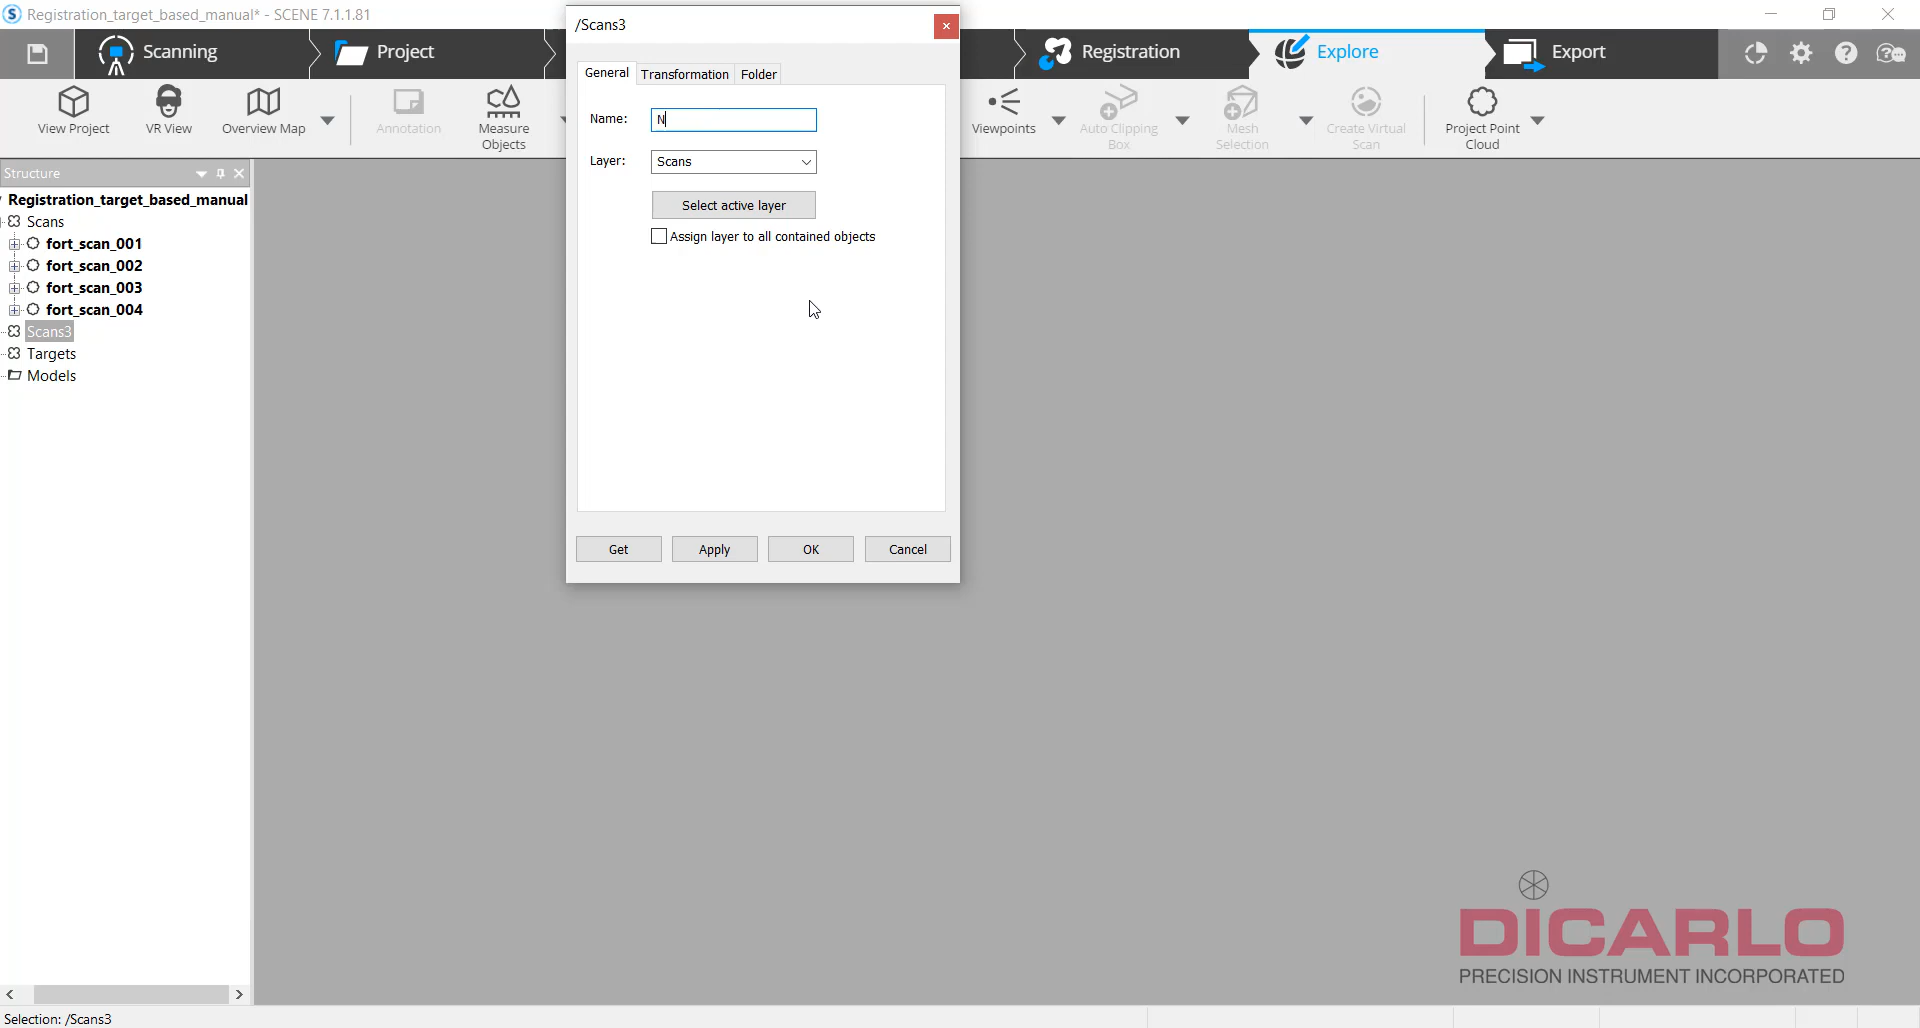 Registration_target_based_manual* - SCENE 7.1.1.81
/Scans3
Scanning
Project
Registration
Explore
Export
View Project
VR View
Overview Map
Annotation
Measure
Objects
Viewpoints
Auto Clipping
Box
Mesh
Selection
Create Virtual
Scan
Project Point
Cloud
General
Transformation
Folder
Name:
N
Layer:
Scans
Select active layer
Assign layer to all contained objects
Get
Apply
OK
Cancel
Structure
Registration_target_based_manual
Scans
fort_scan_001
fort_scan_002
fort_scan_003
fort_scan_004
Scans3
Targets
Models
DICARLO
PRECISION INSTRUMENT INCORPORATED
Selection: /Scans3